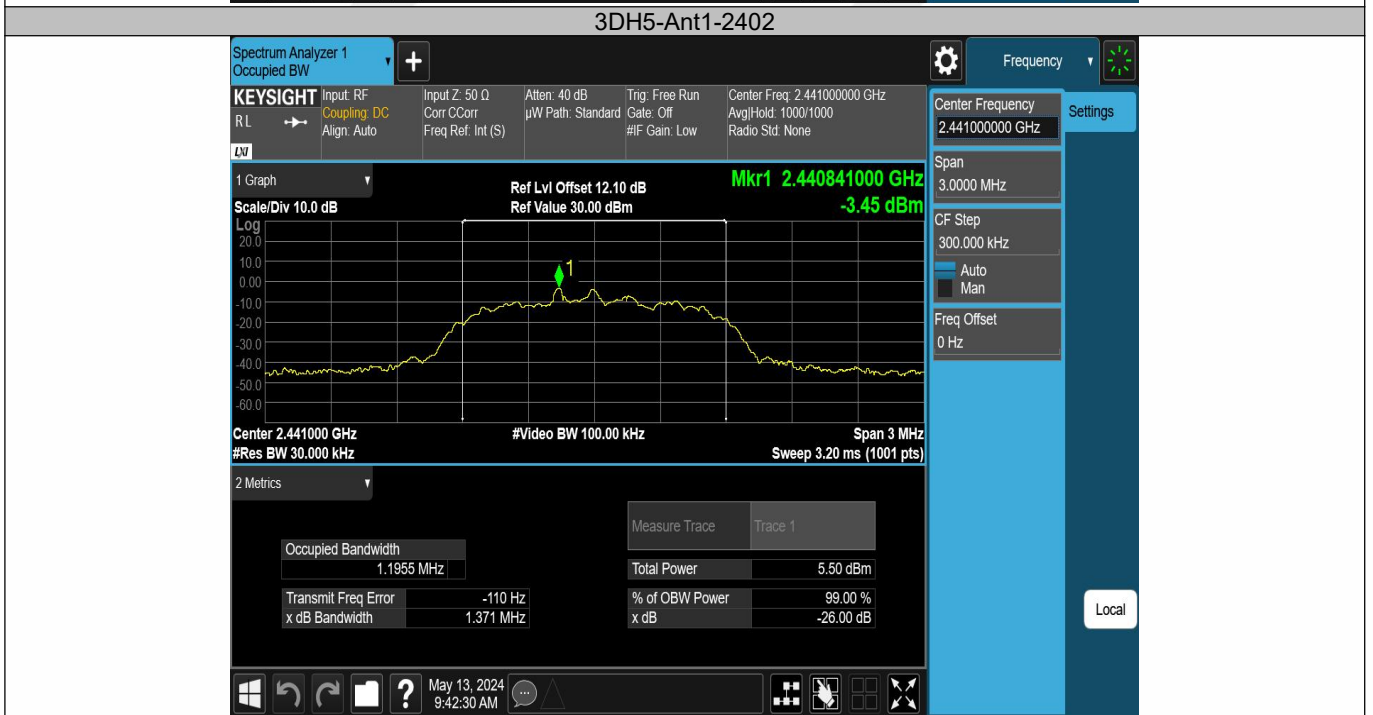 3DH5-Ant1-2402
Spectrum Analyzer 1
Occupied BW
Frequency
KEYSIGHT
RL
LXI
Input: RF
Coupling: DC
Align: Auto
Input Z: 50 Ω
Corr CCorr
Freq Ref: Int (S)
Atten: 40 dB
µW Path: Standard
Trig: Free Run
Gate: Off
#IF Gain: Low
Center Freq: 2.441000000 GHz
Avg|Hold: 1000/1000
Radio Std: None
Center Frequency
2.441000000 GHz
Settings
Span
3.0000 MHz
CF Step
300.000 kHz
Auto
Man
Freq Offset
0 Hz
Local
1 Graph
Scale/Div 10.0 dB
Ref Lvl Offset 12.10 dB
Ref Value 30.00 dBm
Mkr1 2.440841000 GHz
-3.45 dBm
Log
20.0
10.0
0.00
-10.0
-20.0
-30.0
-40.0
-50.0
-60.0
1
Center 2.441000 GHz
#Video BW 100.00 kHz
Span 3 MHz
#Res BW 30.000 kHz
Sweep 3.20 ms (1001 pts)
2 Metrics
Measure Trace Trace 1
Occupied Bandwidth
1.1955 MHz
Total Power 5.50 dBm
Transmit Freq Error -110 Hz
% of OBW Power 99.00 %
x dB Bandwidth 1.371 MHz
x dB -26.00 dB
?
May 13, 2024
9:42:30 AM